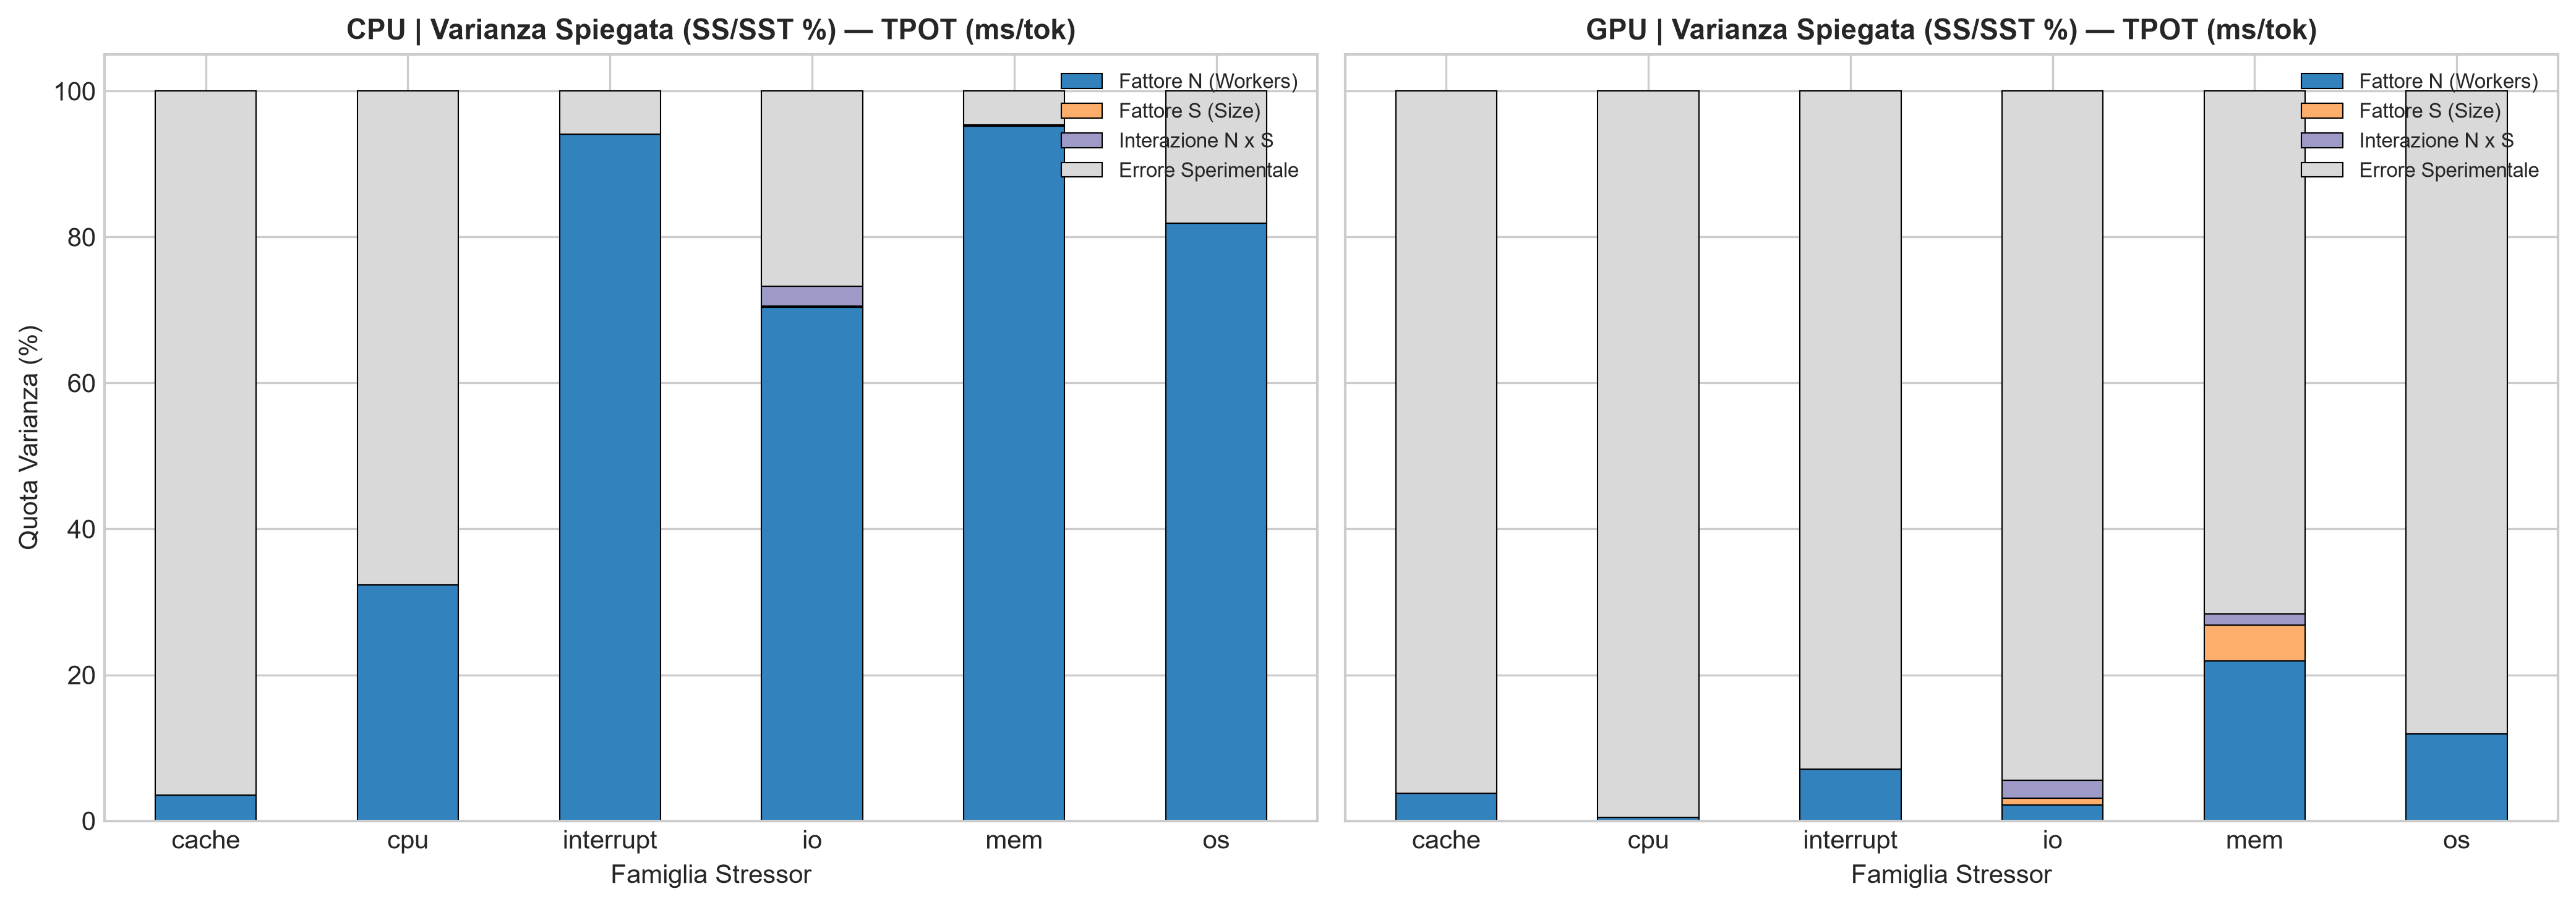 CPU | Varianza Spiegata (SS/SST %) — TPOT (ms/tok)
Quota Varianza (%)
100
80
60
40
20
0
Fattore N (Workers)
Fattore S (Size)
Interazione N x S
Errore Sperimentale
cache cpu interrupt io mem os
Famiglia Stressor
GPU | Varianza Spiegata (SS/SST %) — TPOT (ms/tok)
Fattore N (Workers)
Fattore S (Size)
Interazione N x S
Errore Sperimentale
cache cpu interrupt io mem os
Famiglia Stressor